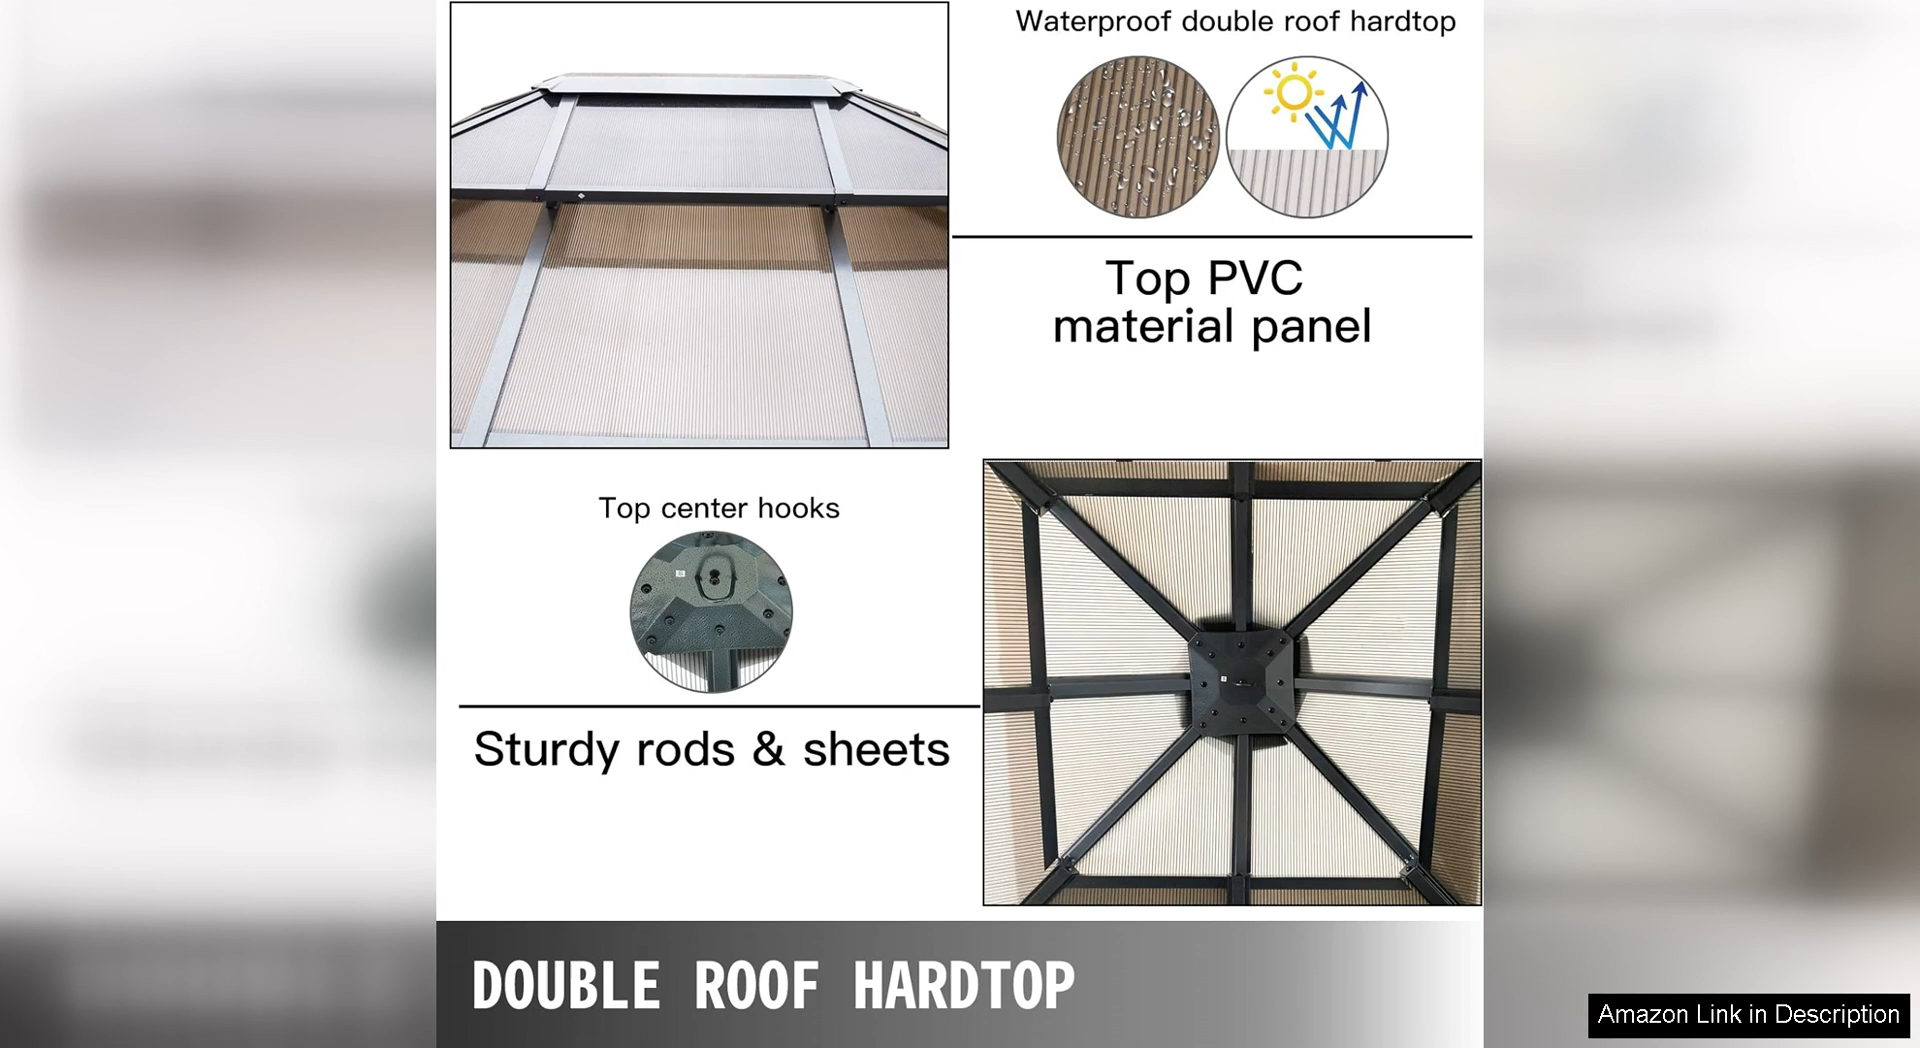 Waterproof double roof hardtop
Top PVC
material panel
Top center hooks
Sturdy rods & sheets
DOUBLE ROOF HARDTOP
Amazon Link in Description